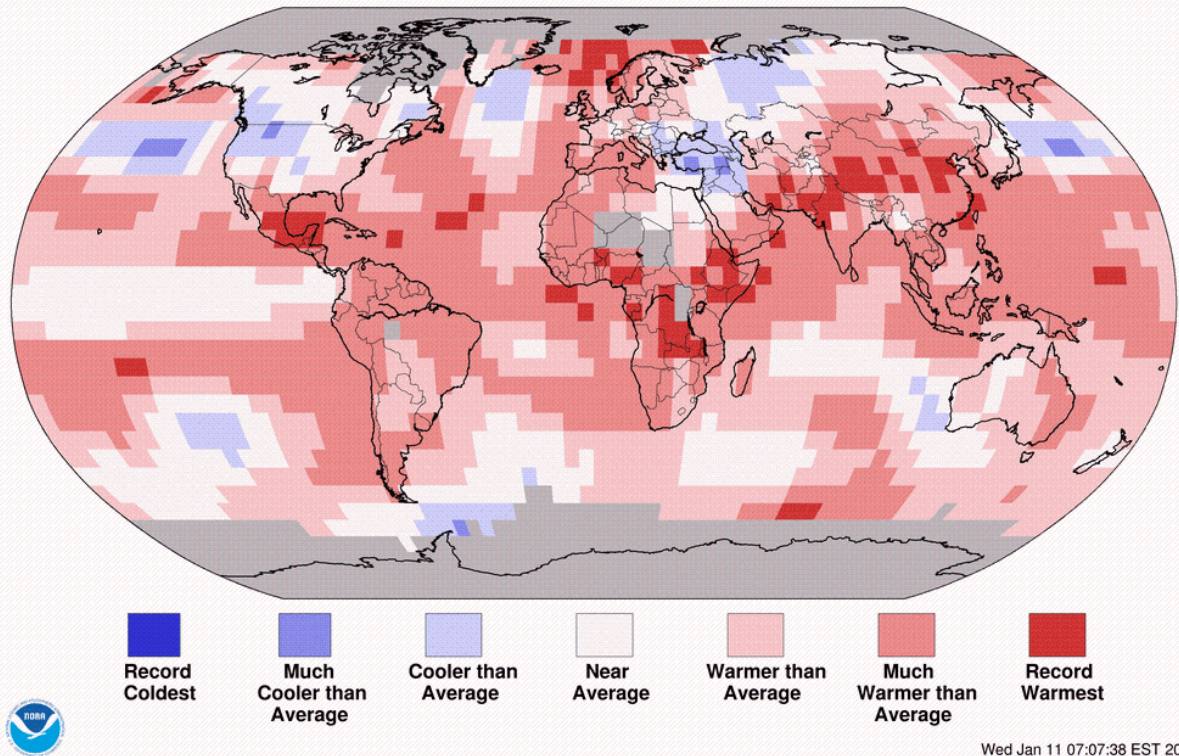 Record
Coldest
Much
Cooler than
Average
Cooler than
Average
Near
Average
Warmer than
Average
Much
Warmer than
Average
Record
Warmest
NOAA
Wed Jan 11 07:07:38 EST 20